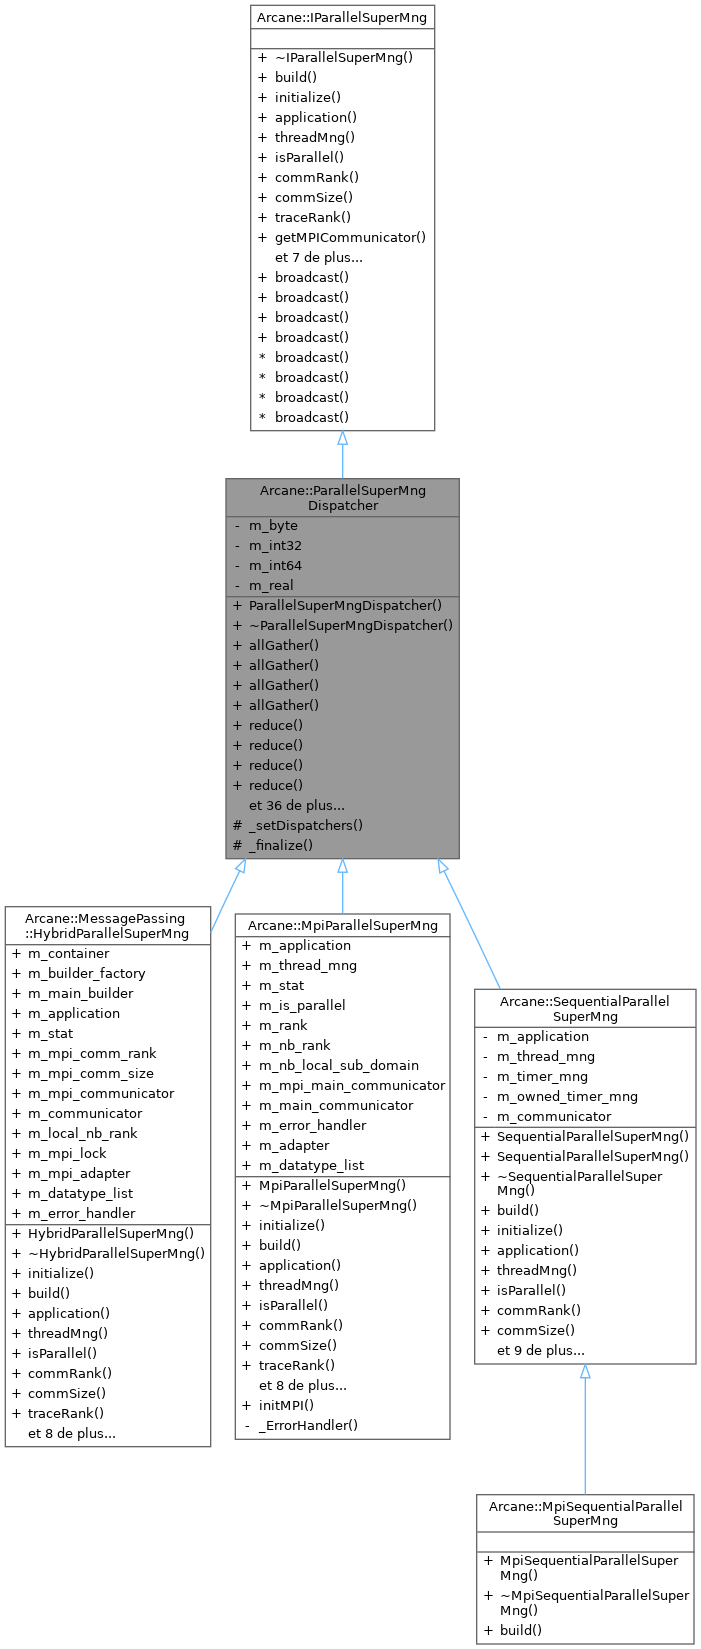 Arcane::IParallelSuperMng
+ ~IParallelSuperMng()
+ build()
+ initialize()
+ application()
+ threadMng()
+ isParallel()
+ commRank()
+ commSize()
+ traceRank()
+ getMPICommunicator()
et 7 de plus...
+ broadcast()
+ broadcast()
+ broadcast()
+ broadcast()
* broadcast()
* broadcast()
* broadcast()
* broadcast()
Arcane::ParallelSuperMng
Dispatcher
- m_byte
- m_int32
- m_int64
- m_real
+ ParallelSuperMngDispatcher()
+ ~ParallelSuperMngDispatcher()
+ allGather()
+ allGather()
+ allGather()
+ allGather()
+ reduce()
+ reduce()
+ reduce()
+ reduce()
et 36 de plus...
# _setDispatchers()
# _finalize()
Arcane::MessagePassing
::HybridParallelSuperMng
+ m_container
+ m_builder_factory
+ m_main_builder
+ m_application
+ m_stat
+ m_mpi_comm_rank
+ m_mpi_comm_size
+ m_mpi_communicator
+ m_communicator
+ m_local_nb_rank
+ m_mpi_lock
+ m_mpi_adapter
+ m_datatype_list
+ m_error_handler
+ HybridParallelSuperMng()
+ ~HybridParallelSuperMng()
+ initialize()
+ build()
+ application()
+ threadMng()
+ isParallel()
+ commRank()
+ commSize()
+ traceRank()
et 8 de plus...
Arcane::MpiParallelSuperMng
+ m_application
+ m_thread_mng
+ m_stat
+ m_is_parallel
+ m_rank
+ m_nb_rank
+ m_nb_local_sub_domain
+ m_mpi_main_communicator
+ m_main_communicator
+ m_error_handler
+ m_adapter
+ m_datatype_list
+ MpiParallelSuperMng()
+ ~MpiParallelSuperMng()
+ initialize()
+ build()
+ application()
+ threadMng()
+ isParallel()
+ commRank()
+ commSize()
+ traceRank()
et 8 de plus...
+ initMPI()
- _ErrorHandler()
Arcane::SequentialParallel
SuperMng
- m_application
- m_thread_mng
- m_timer_mng
- m_owned_timer_mng
- m_communicator
+ SequentialParallelSuperMng()
+ SequentialParallelSuperMng()
+ ~SequentialParallelSuper
Mng()
+ build()
+ initialize()
+ application()
+ threadMng()
+ isParallel()
+ commRank()
+ commSize()
et 9 de plus...
Arcane::MpiSequentialParallel
SuperMng
+ MpiSequentialParallelSuper
Mng()
+ ~MpiSequentialParallelSuper
Mng()
+ build()